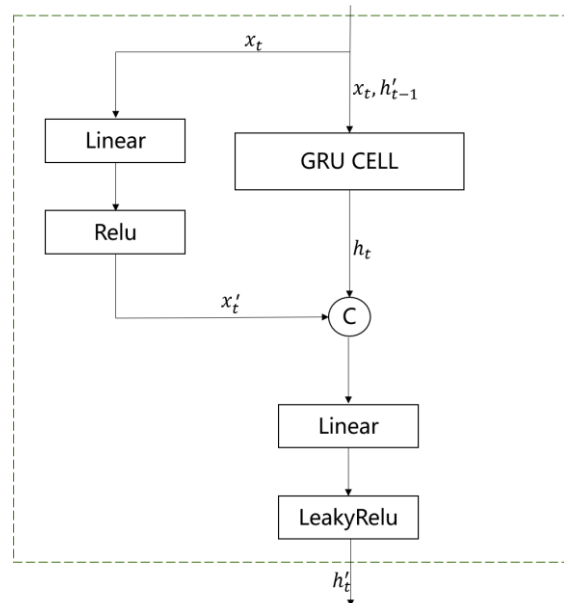 x_t
x_t, h'_{t-1}
Linear
GRU CELL
Relu
h_t
x'_t
C
Linear
LeakyRelu
h'_t